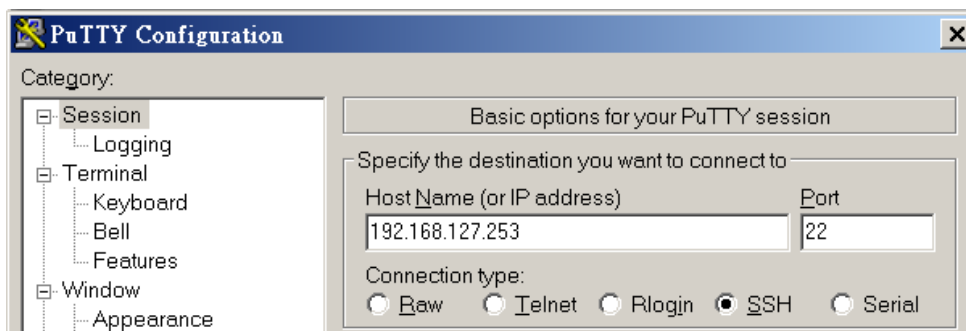 PuTTY Configuration
Category:
Session
Logging
Terminal
Keyboard
Bell
Features
Window
Appearance
Basic options for your PuTTY session
Specify the destination you want to connect to
Host Name (or IP address) Port
192.168.127.253 22
Connection type:
Raw Telnet Rlogin SSH Serial